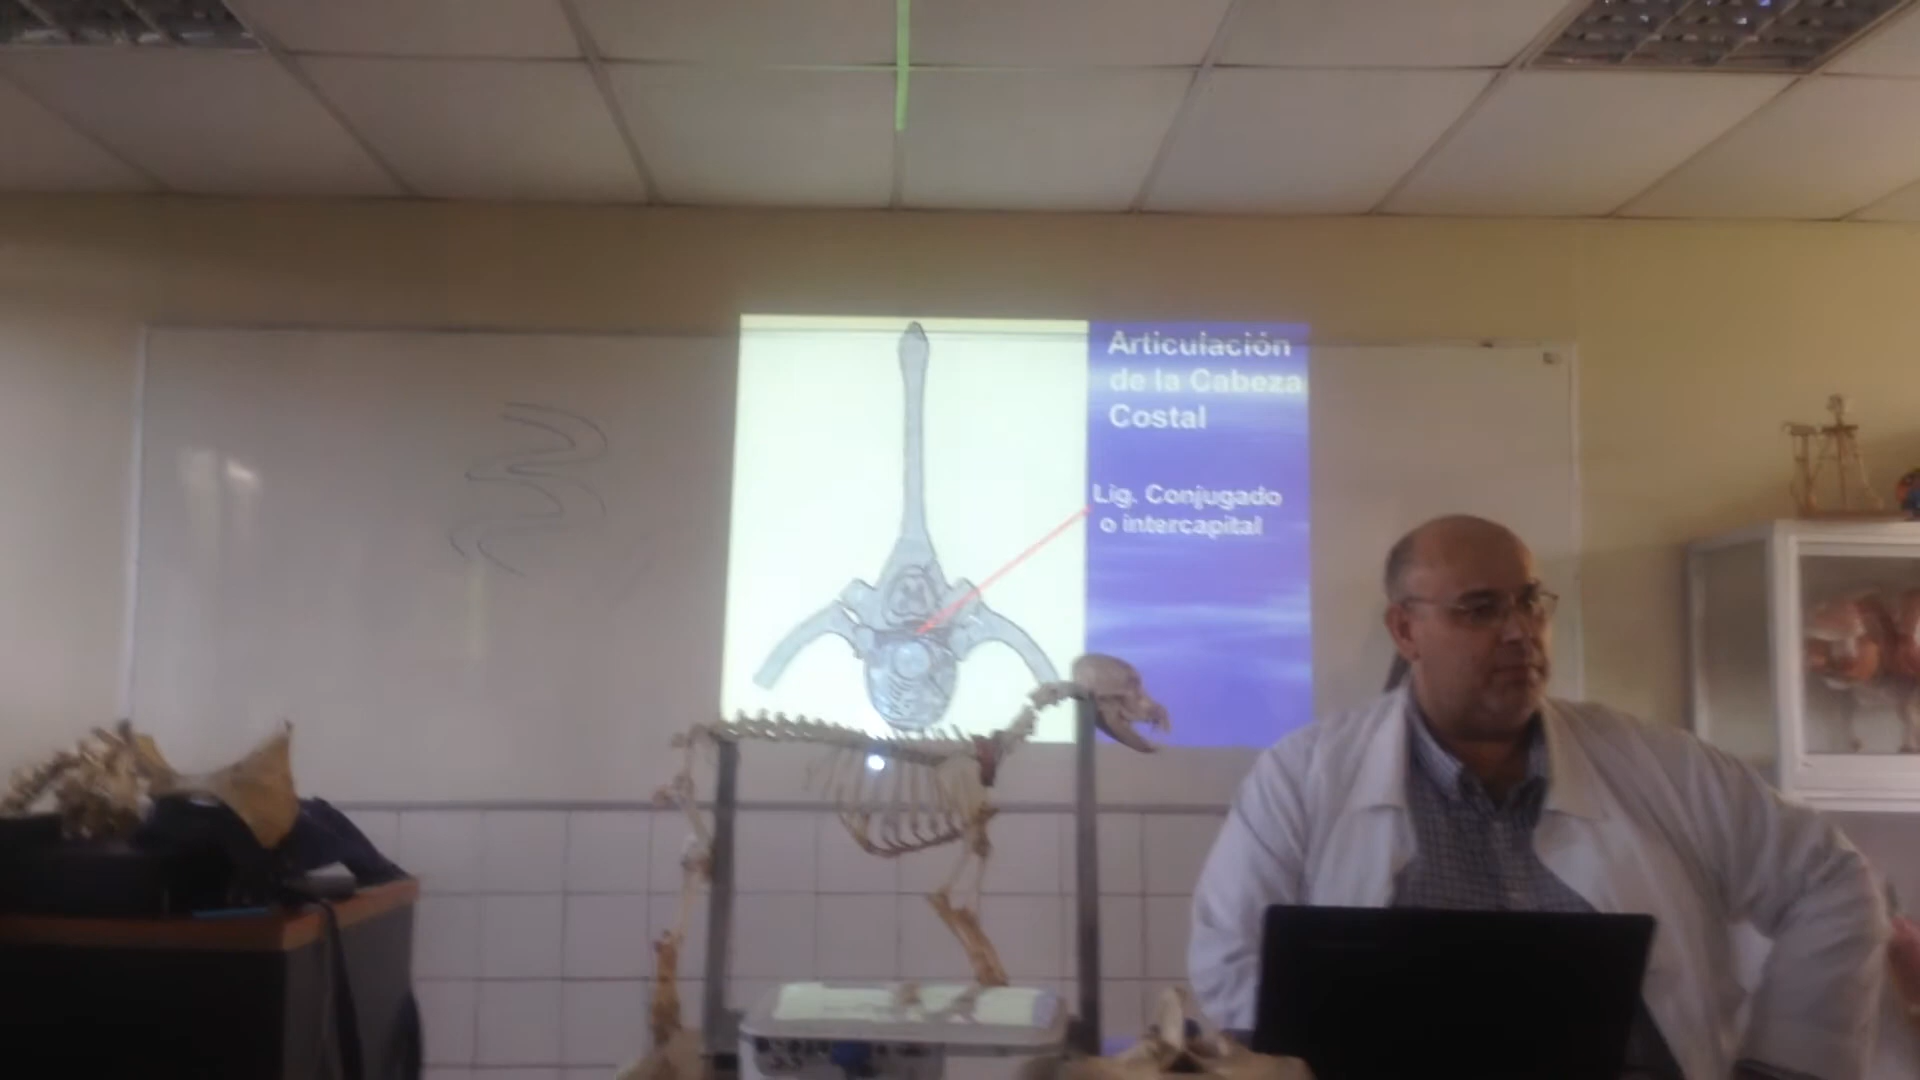 Articulación
de la Cabeza
Costal
Lig. Conjugado
o intercapital